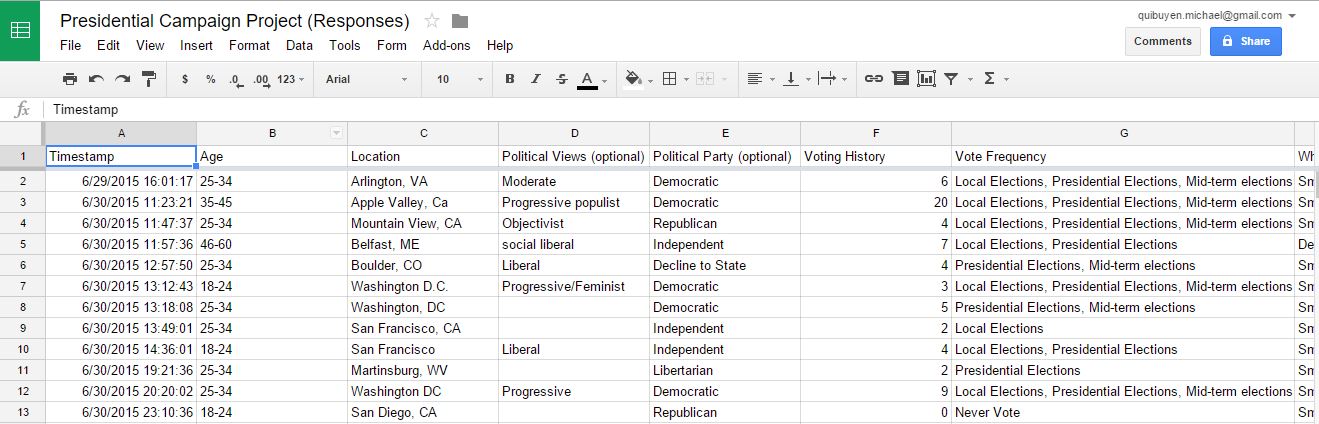 Presidential Campaign Project (Responses)
quibuyen.michael@gmail.com
File Edit View Insert Format Data Tools Form Add-ons Help
Comments Share
$ % .0 .00 123 Arial 10 B I S A Σ
fx Timestamp
A B C D E F G
1 Timestamp Age Location Political Views (optional) Political Party (optional) Voting History Vote Frequency Wh
2 6/29/2015 16:01:17 25-34 Arlington, VA Moderate Democratic 6 Local Elections, Presidential Elections, Mid-term elections Sm
3 6/30/2015 11:23:21 35-45 Apple Valley, Ca Progressive populist Democratic 20 Local Elections, Presidential Elections, Mid-term elections Sm
4 6/30/2015 11:47:37 25-34 Mountain View, CA Objectivist Republican 4 Local Elections, Presidential Elections, Mid-term elections Sm
5 6/30/2015 11:57:36 46-60 Belfast, ME social liberal Independent 7 Local Elections, Presidential Elections De
6 6/30/2015 12:57:50 25-34 Boulder, CO Liberal Decline to State 4 Presidential Elections, Mid-term elections Sm
7 6/30/2015 13:12:43 18-24 Washington D.C. Progressive/Feminist Democratic 3 Local Elections, Presidential Elections, Mid-term elections Sm
8 6/30/2015 13:18:08 25-34 Washington, DC Democratic 5 Presidential Elections, Mid-term elections Sm
9 6/30/2015 13:49:01 25-34 San Francisco, CA Independent 2 Local Elections Sm
10 6/30/2015 14:36:01 18-24 San Francisco Liberal Independent 4 Local Elections, Presidential Elections Sm
11 6/30/2015 19:21:36 25-34 Martinsburg, WV Libertarian 2 Presidential Elections Sm
12 6/30/2015 20:20:02 25-34 Washington DC Progressive Democratic 9 Local Elections, Presidential Elections, Mid-term elections Sm
13 6/30/2015 23:10:36 18-24 San Diego, CA Republican 0 Never Vote Sm